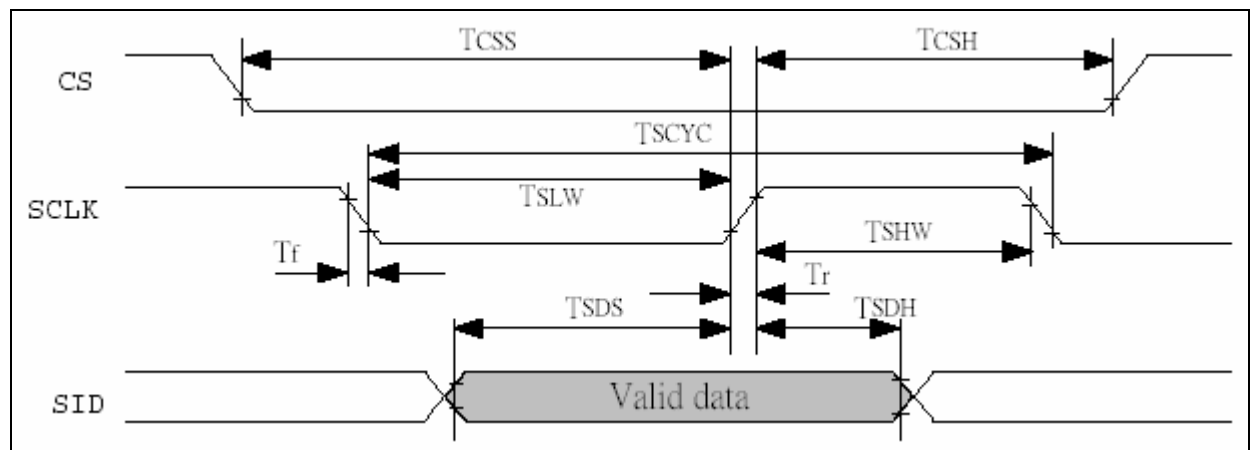 TCSS
TCSH
CS
TSCYC
TSLW
SCLK
TSHW
Tf
Tr
TSDS
TSDH
Valid data
SID